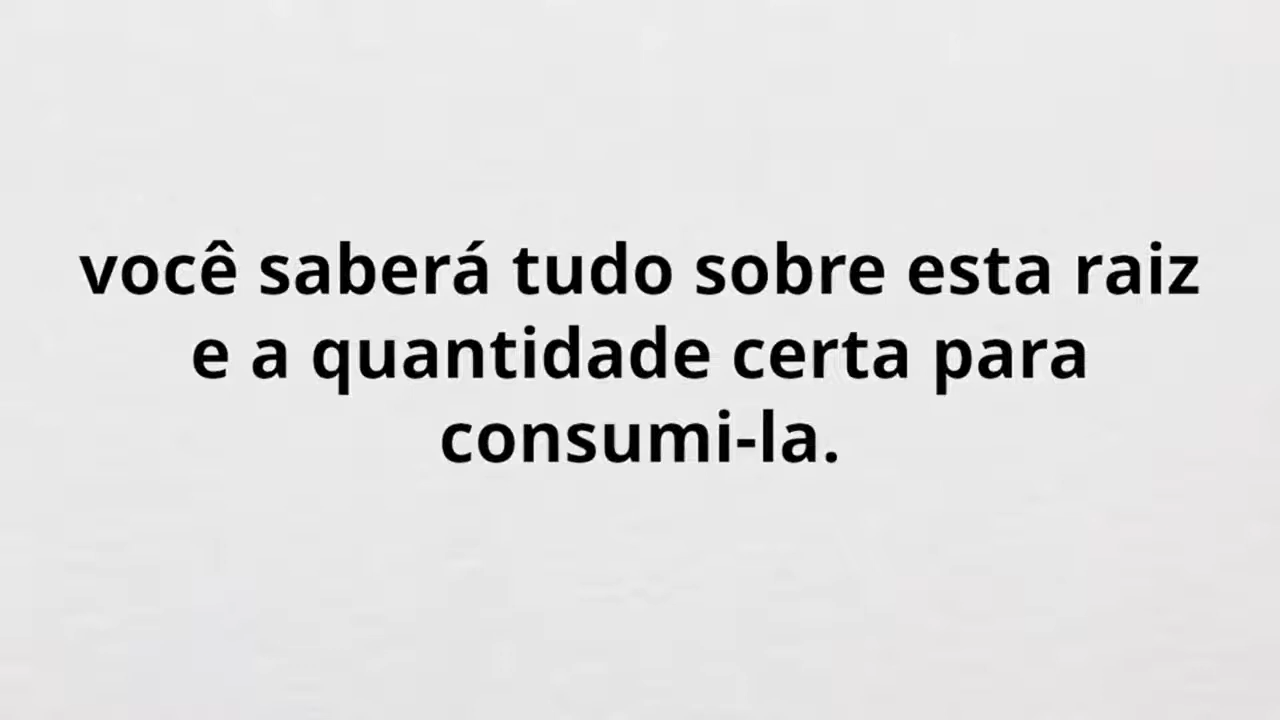 você saberá tudo sobre esta raiz
e a quantidade certa para
consumi-la.